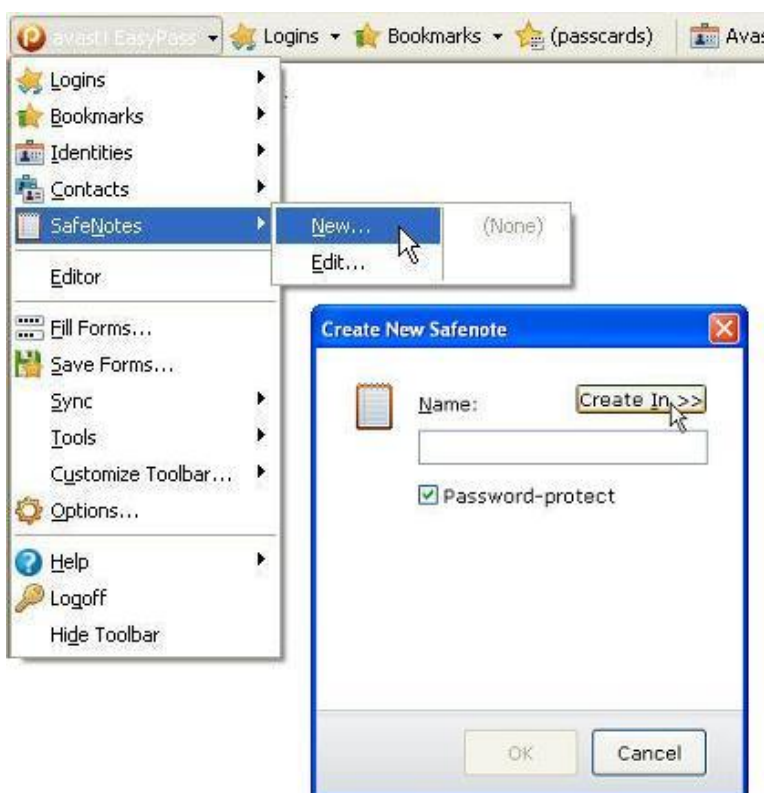 avast! EasyPass Logins Bookmarks (passcards) Avas
Logins
Bookmarks
Identities
Contacts
SafeNotes
Editor
Fill Forms...
Save Forms...
Sync
Tools
Customize Toolbar...
Options...
Help
Logoff
Hide Toolbar
New... (None)
Edit...
Create New Safenote
Name: Create In >>
Password-protect
OK Cancel